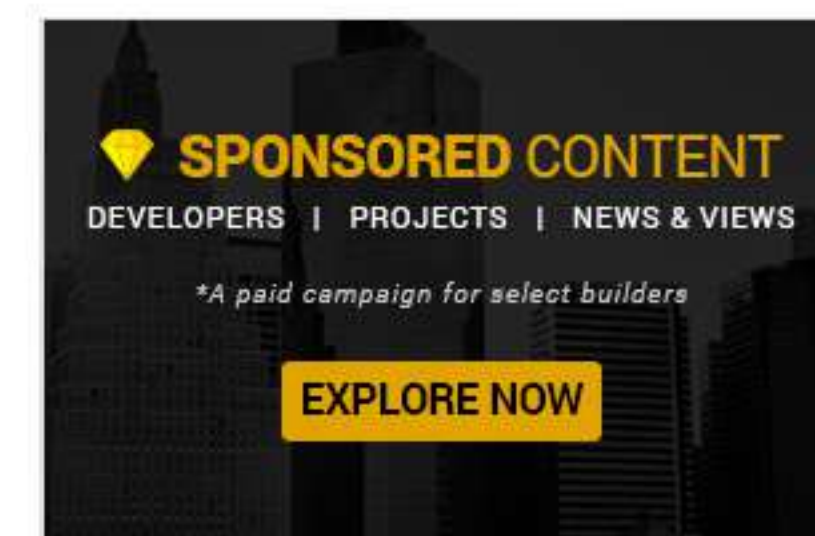 SPONSORED CONTENT
DEVELOPERS | PROJECTS | NEWS & VIEWS
*A paid campaign for select builders
EXPLORE NOW